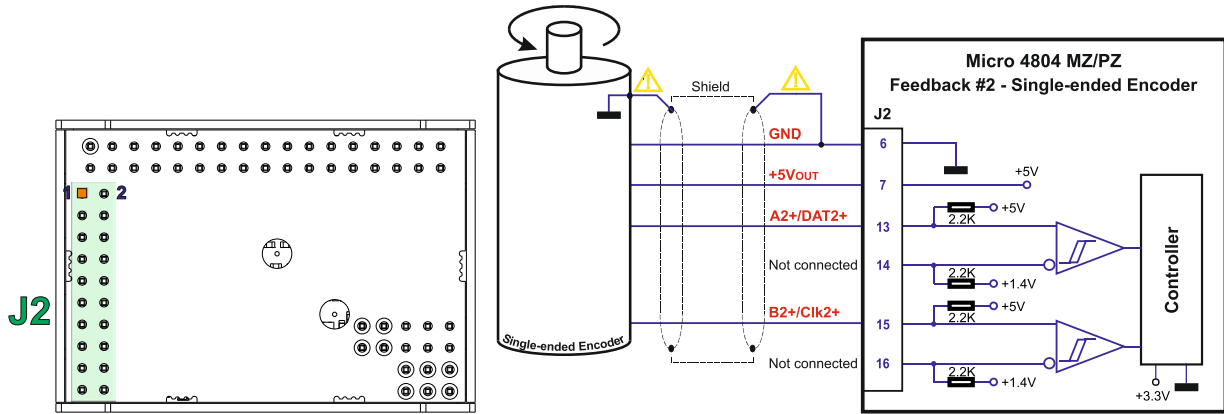 Micro 4804 MZ/PZ
Feedback #2 - Single-ended Encoder
J2
Shield
GND
6
+5VOUT
7
+5V
A2+/DAT2+
13
2.2K
+5V
Not connected
14
2.2K
+1.4V
B2+/Clk2+
15
2.2K
+5V
Not connected
16
2.2K
+1.4V
Controller
+3.3V
Single-ended Encoder
1
2
J2